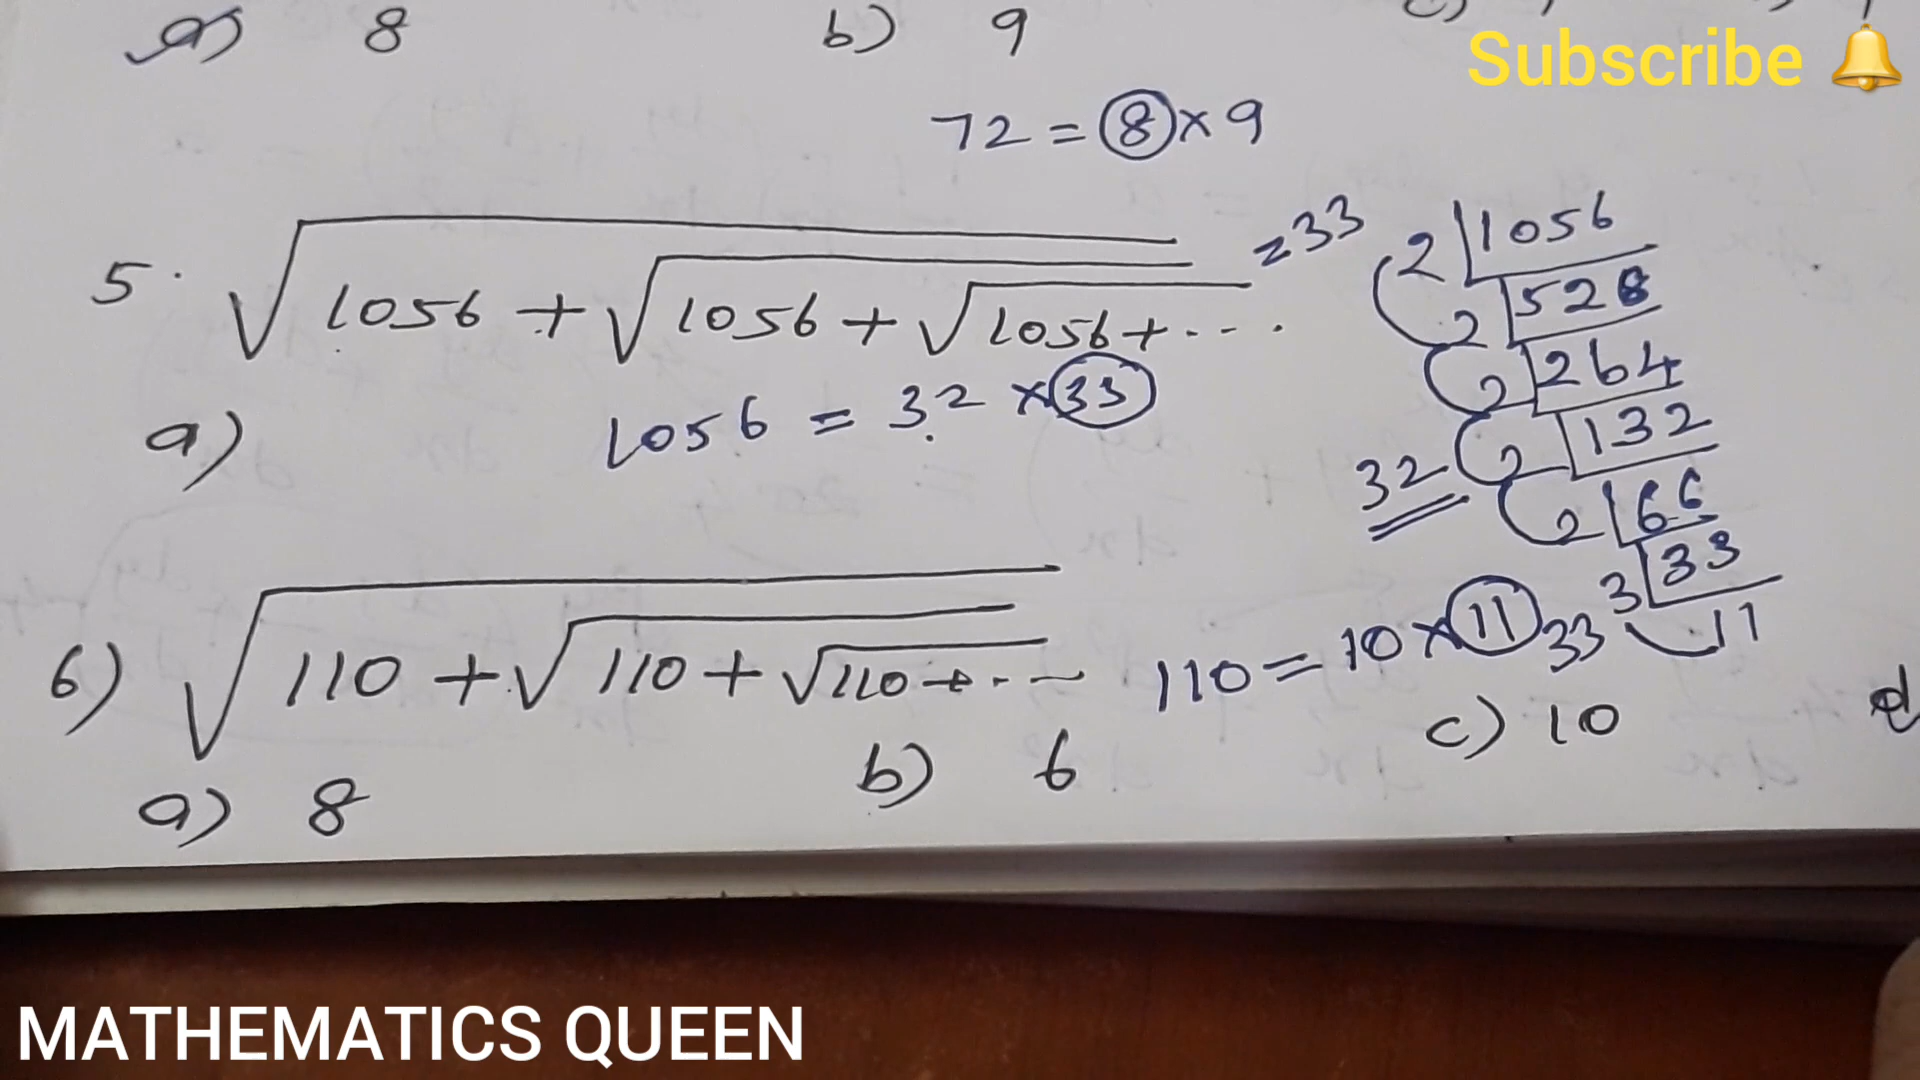 a) 8 b) 9
Subscribe 🔔
72 = 8 × 9
5. √1056 + √1056 + √1056 + ... = 33
a) 1056 = 32 × 33
2 | 1056
2 | 528
2 | 264
2 | 132
2 | 66
3 | 33
11
32
33
6) √110 + √110 + √110 + ... 110 = 10 × 11
a) 8 b) 6 c) 10 d
MATHEMATICS QUEEN